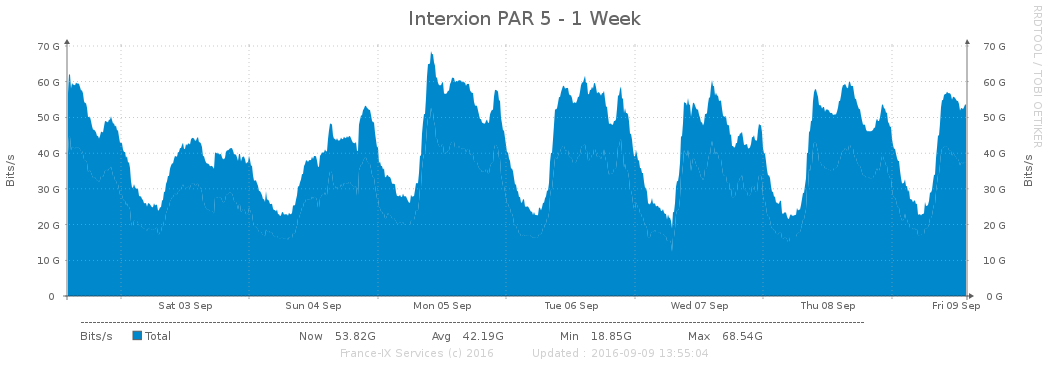 Interxion PAR 5 - 1 Week
RRDTOOL / TOBI OETIKER
Bits/s
70 G 70 G
60 G 60 G
50 G 50 G
40 G 40 G
30 G 30 G
20 G 20 G
10 G 10 G
0 0 G
Bits/s
Sat 03 Sep Sun 04 Sep Mon 05 Sep Tue 06 Sep Wed 07 Sep Thu 08 Sep Fri 09 Sep
Bits/s Total Now 53.82G Avg 42.19G Min 18.85G Max 68.54G
France-IX Services (c) 2016 Updated : 2016-09-09 13:55:04